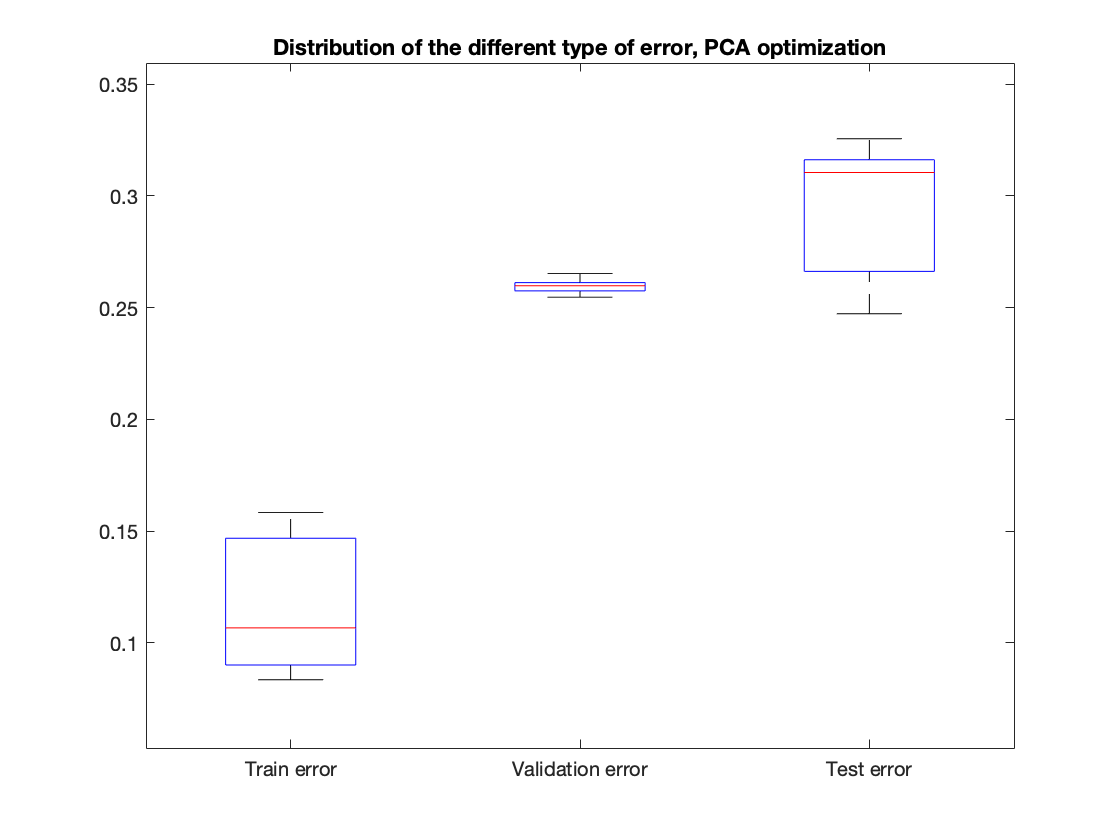 Distribution of the different type of error, PCA optimization
0.35
0.3
0.25
0.2
0.15
0.1
Train error
Validation error
Test error